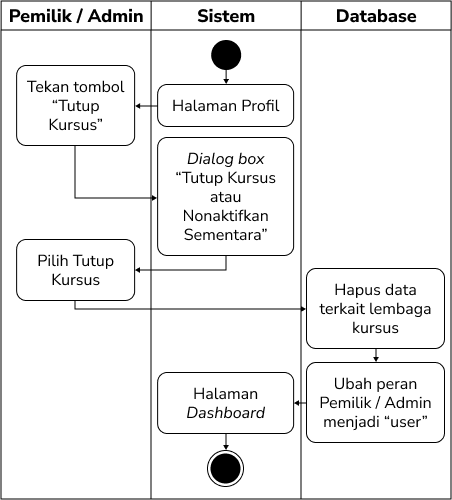 Pemilik / Admin
Sistem
Database
Halaman Profil
Tekan tombol
“Tutup
Kursus”
Dialog box
“Tutup Kursus
atau
Nonaktifkan
Sementara”
Pilih Tutup
Kursus
Hapus data
terkait lembaga
kursus
Ubah peran
Pemilik / Admin
menjadi “user”
Halaman
Dashboard